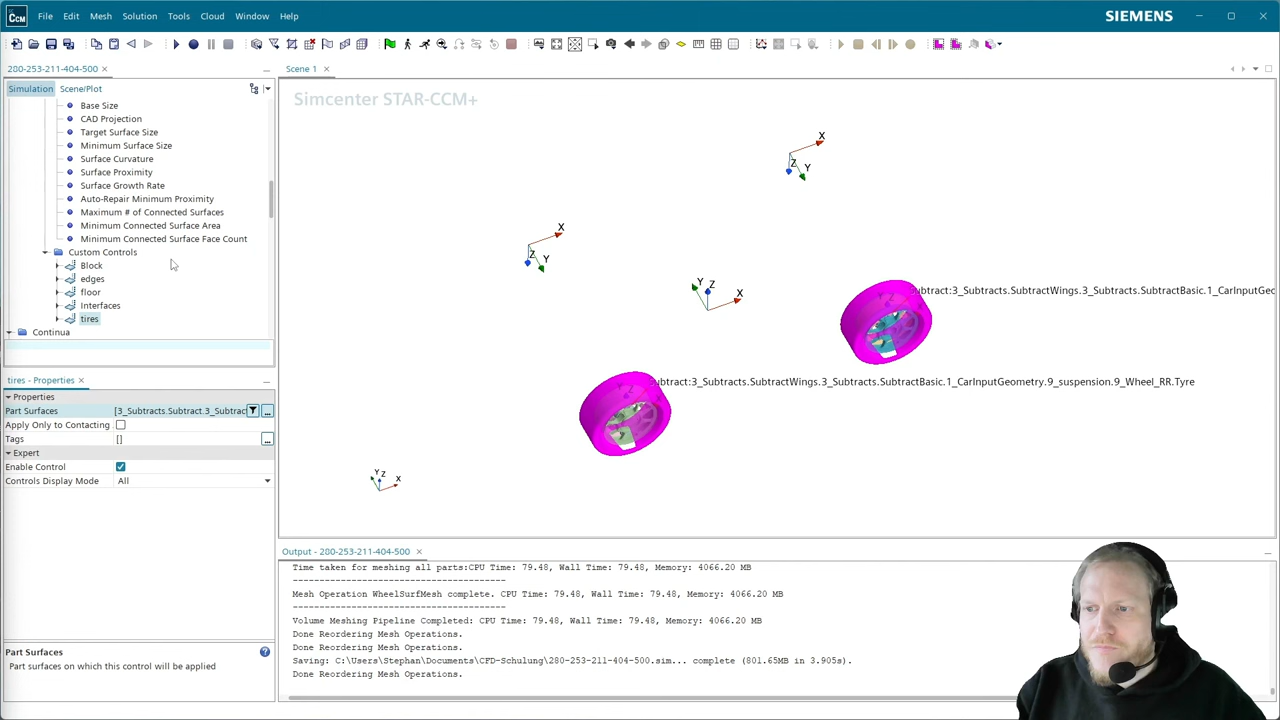 CCM File Edit Mesh Solution Tools Cloud Window Help SIEMENS
280-253-211-404-500
Scene 1
Simulation Scene/Plot
Simcenter STAR-CCM+
Base Size
CAD Projection
Target Surface Size
Minimum Surface Size
Surface Curvature
Surface Proximity
Surface Growth Rate
Auto-Repair Minimum Proximity
Maximum # of Connected Surfaces
Minimum Connected Surface Area
Minimum Connected Surface Face Count
Custom Controls
Block
edges
floor
Interfaces
tires
Continua
X
Z Y
X
Z Y
Y Z
X
ubtract:3_Subtracts.SubtractWings.3_Subtracts.SubtractBasic.1_CarInputGeo
ubtract:3_Subtracts.SubtractWings.3_Subtracts.SubtractBasic.1_CarInputGeometry.9_suspension.9_Wheel_RR.Tyre
Y Z
X
tires - Properties
Properties
Part Surfaces [3_Subtracts.Subtract.3_Subtrac ...
Apply Only to Contacting
Tags [] ...
Expert
Enable Control
Controls Display Mode All
Part Surfaces
Part surfaces on which this control will be applied
Output - 280-253-211-404-500
Time taken for meshing all parts:CPU Time: 79.48, Wall Time: 79.48, Memory: 4066.20 MB
----------------------------------------
Mesh Operation WheelSurfMesh complete. CPU Time: 79.48, Wall Time: 79.48, Memory: 4066.20 MB
----------------------------------------
Volume Meshing Pipeline Completed: CPU Time: 79.48, Wall Time: 79.48, Memory: 4066.20 MB
Done Reordering Mesh Operations.
Done Reordering Mesh Operations.
Saving: C:\Users\Stephan\Documents\CFD-Schulung\280-253-211-404-500.sim... complete (801.65MB in 3.905s).
Done Reordering Mesh Operations.